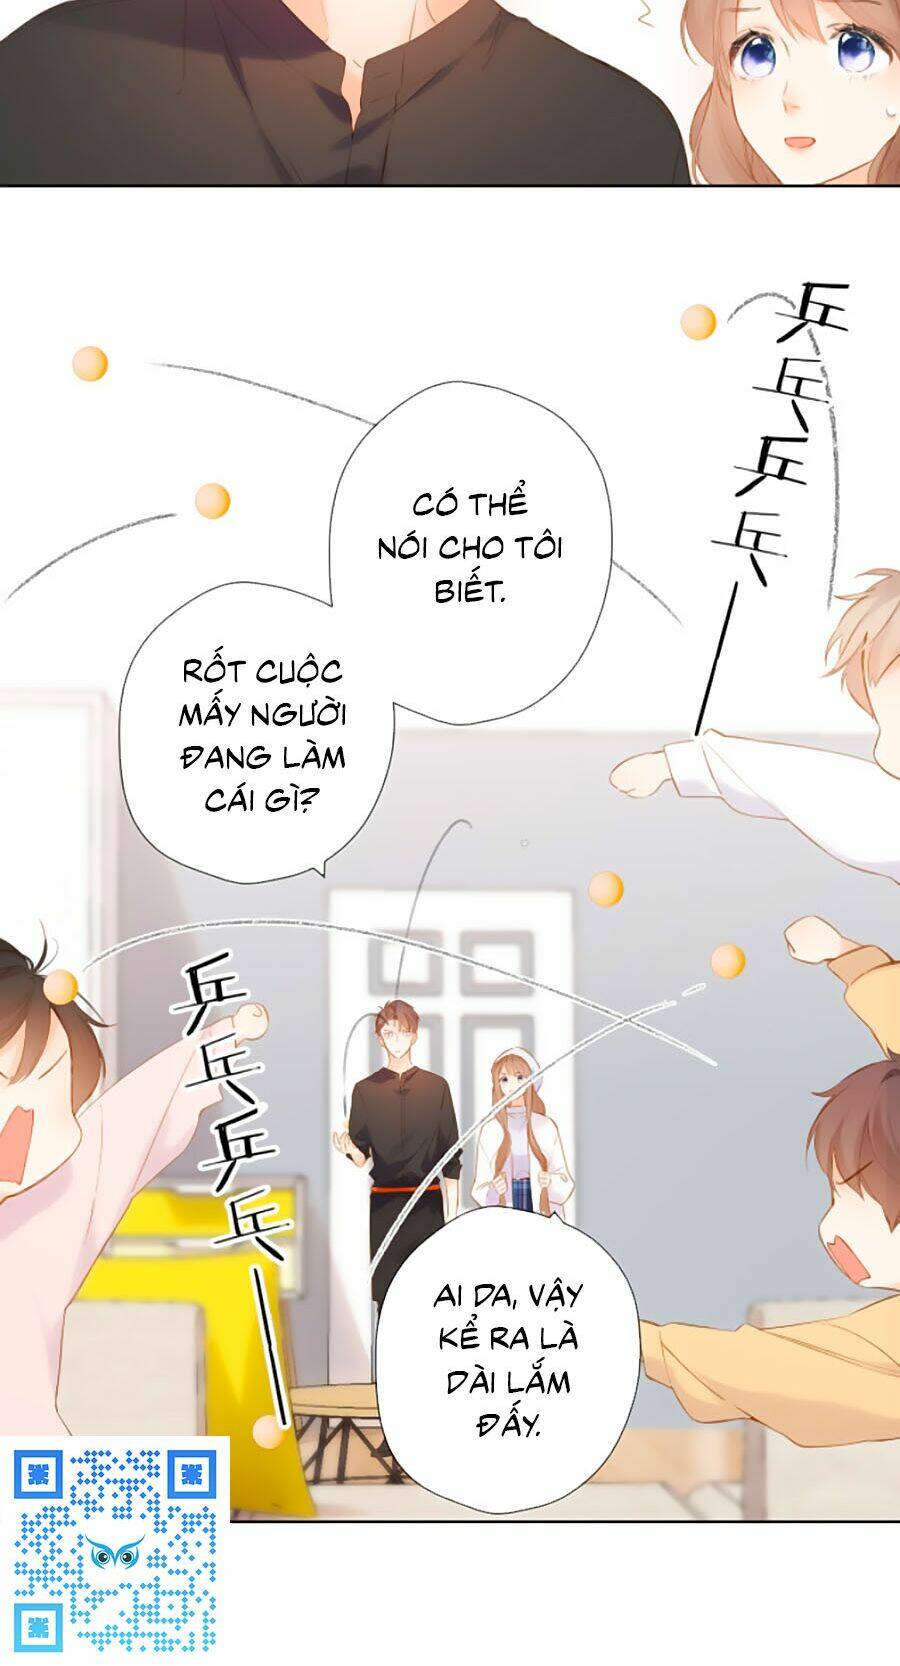 乒
乓
乒
乓
CÓ THỂ
NÓI CHO TÔI
BIẾT.
RỐT CUỘC
MẤY NGƯỜI
ĐANG LÀM
CÁI GÌ?
乒
乓
乒
乓
AI DA, VẬY
KỂ RA LÀ
DÀI LẮM
ĐẤY.